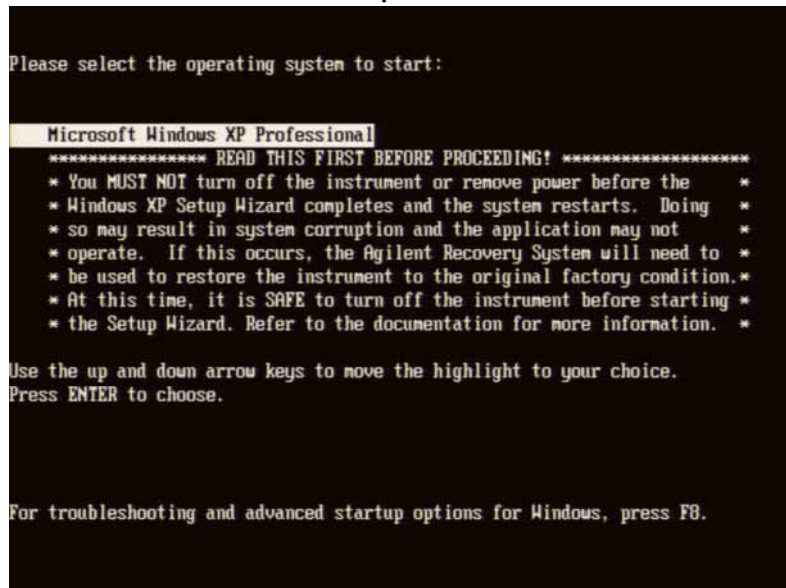 Please select the operating system to start:
Microsoft Windows XP Professional
***************** READ THIS FIRST BEFORE PROCEEDING! ********************
* You MUST NOT turn off the instrument or remove power before the *
* Windows XP Setup Wizard completes and the system restarts. Doing *
* so may result in system corruption and the application may not *
* operate. If this occurs, the Agilent Recovery System will need to *
* be used to restore the instrument to the original factory condition.*
* At this time, it is SAFE to turn off the instrument before starting *
* the Setup Wizard. Refer to the documentation for more information. *
Use the up and down arrow keys to move the highlight to your choice.
Press ENTER to choose.
For troubleshooting and advanced startup options for Windows, press F8.